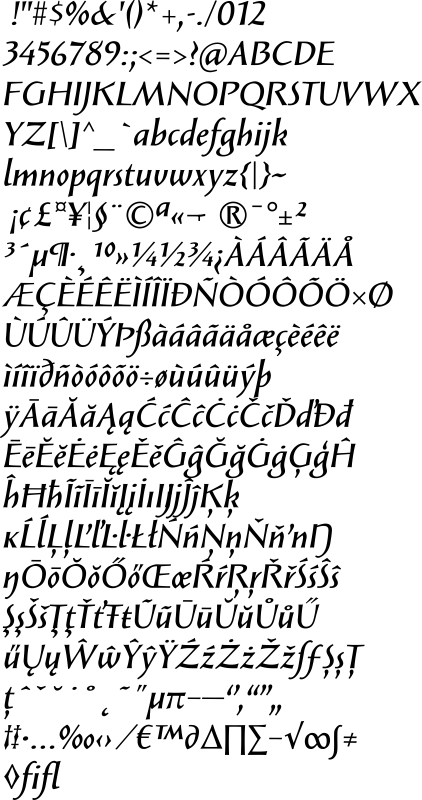 !"#$%&'()*+,-./012
3456789:;<=>?@ABCDE
FGHIJKLMNOPQRSTUVWX
YZ[\]^_`abcdefghijk
lmnopqrstuvwxyz{|}~
¡¢£¤¥¦§¨©ª«¬ ®¯°±²
³´µ¶·¸¹º»¼½¾¿ÀÁÂÃÄÅ
ÆÇÈÉÊËÌÍÎÏÐÑÒÓÔÕÖ×Ø
ÙÚÛÜÝÞßàáâãäåæçèéêë
ìíîïðñòóôõö÷øùúûüýþ
ÿĀāĂăĄąĆćĈĉĊċČčĎďĐđ
ĒēĔĕĖėĘęĚěĜĝĞğĠġĢģĤ
ĥĦħĨĩĪīĬĭĮįİıĲĳĴĵĶķ
ĸĹĺĻļĽľĿŀŁłŃńŅņŇňŉŊ
ŋŌōŎŏŐőŒœŔŕŖŗŘřŚśŜŝ
ŞşŠšŢţŤťŦŧŨũŪūŬŭŮůŰ
űŲųŴŵŶŷŸŹźŻżŽžſƒȘșȚ
țˆˇ˘˙˚˛˜˝μπ–—‘’‚“”„
†‡•…‰‹›⁄€™∂∆∏∑−√∞∫≠
◊ﬁﬂ